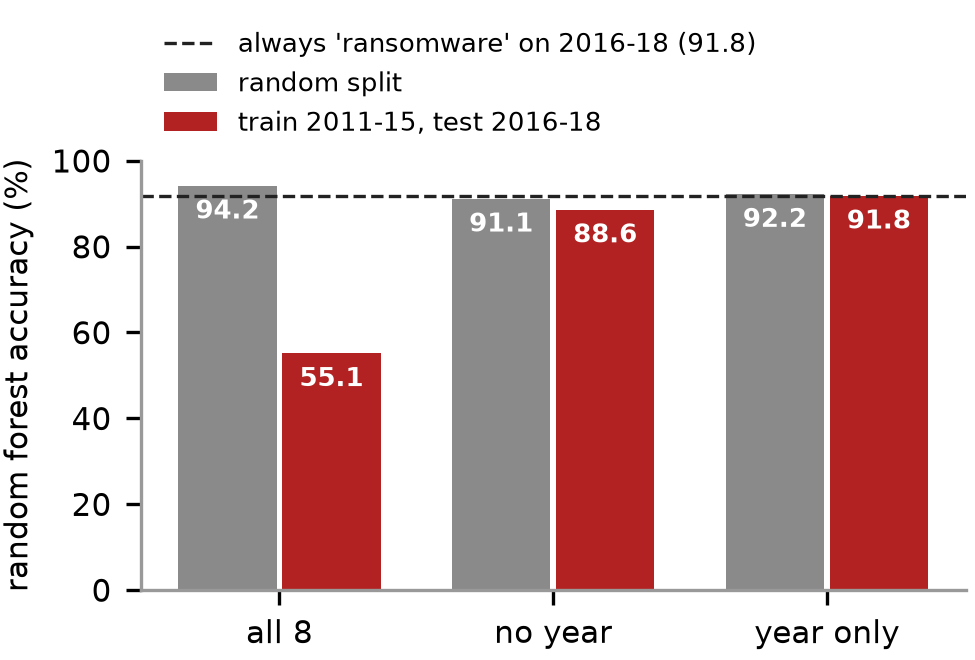 always 'ransomware' on 2016-18 (91.8)
random split
train 2011-15, test 2016-18
random forest accuracy (%)
100
80
60
40
20
0
94.2
55.1
91.1
88.6
92.2
91.8
all 8
no year
year only